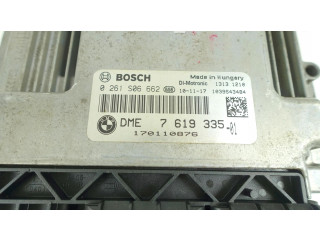 BOSCH Made in Hungary
DI-Motronic 1313 1210
0 261 S06 662 10-11-17 1039S43484
DME 7 619 335-01
170110876